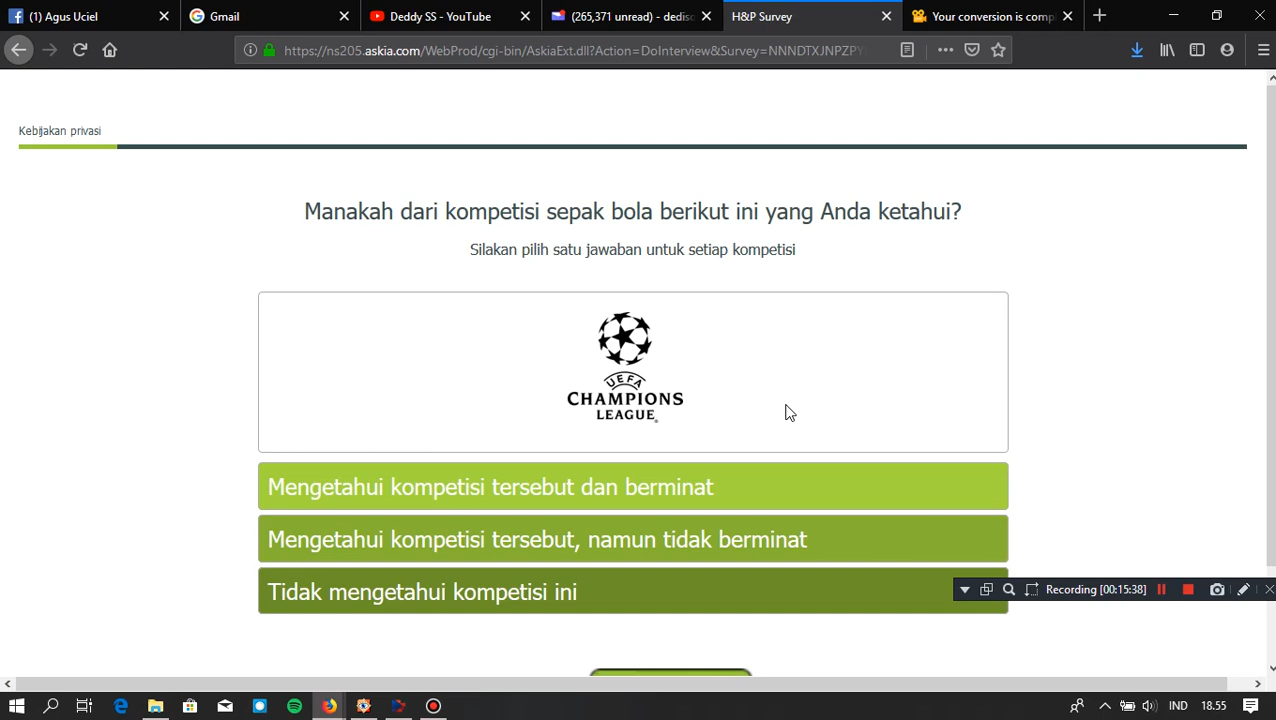 (1) Agus Uciel
Gmail
Deddy SS - YouTube
(265,371 unread) - dedisc
H&P Survey
Your conversion is comp
https://ns205.askia.com/WebProd/cgi-bin/AskiaExt.dll?Action=DoInterview&Survey=NNNDTXJNPZPY
Kebijakan privasi
Manakah dari kompetisi sepak bola berikut ini yang Anda ketahui?
Silakan pilih satu jawaban untuk setiap kompetisi
UEFA
CHAMPIONS
LEAGUE®
Mengetahui kompetisi tersebut dan berminat
Mengetahui kompetisi tersebut, namun tidak berminat
Tidak mengetahui kompetisi ini
Recording [00:15:38]
IND
18.55